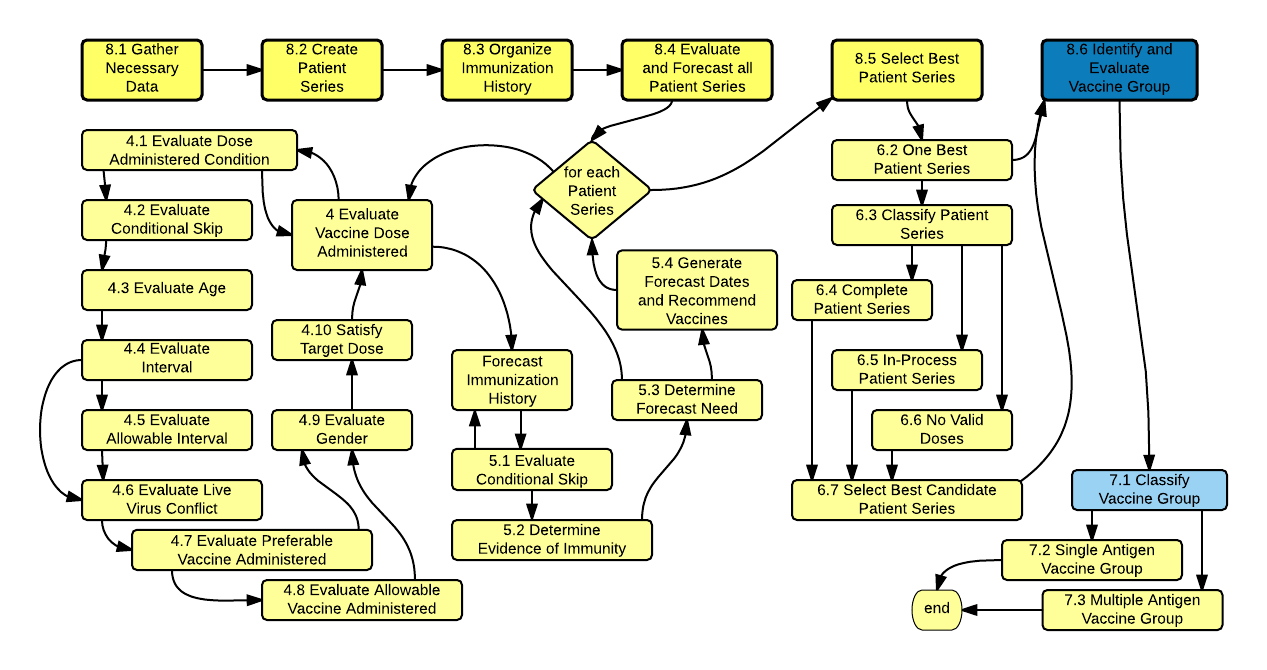 8.1 Gather
Necessary
Data
8.2 Create
Patient
Series
8.3 Organize
Immunization
History
8.4 Evaluate
and Forecast all
Patient Series
8.5 Select Best
Patient Series
8.6 Identify and
Evaluate
Vaccine Group
4.1 Evaluate Dose
Administered Condition
4.2 Evaluate
Conditional Skip
4.3 Evaluate Age
4.4 Evaluate
Interval
4.5 Evaluate
Allowable Interval
4.6 Evaluate Live
Virus Conflict
4.7 Evaluate Preferable
Vaccine Administered
4.8 Evaluate Allowable
Vaccine Administered
4 Evaluate
Vaccine Dose
Administered
4.10 Satisfy
Target Dose
4.9 Evaluate
Gender
for each
Patient
Series
Forecast
Immunization
History
5.1 Evaluate
Conditional Skip
5.2 Determine
Evidence of Immunity
5.4 Generate
Forecast Dates
and Recommend
Vaccines
5.3 Determine
Forecast Need
6.2 One Best
Patient Series
6.3 Classify Patient
Series
6.4 Complete
Patient Series
6.5 In-Process
Patient Series
6.6 No Valid
Doses
6.7 Select Best Candidate
Patient Series
7.1 Classify
Vaccine Group
7.2 Single Antigen
Vaccine Group
7.3 Multiple Antigen
Vaccine Group
end